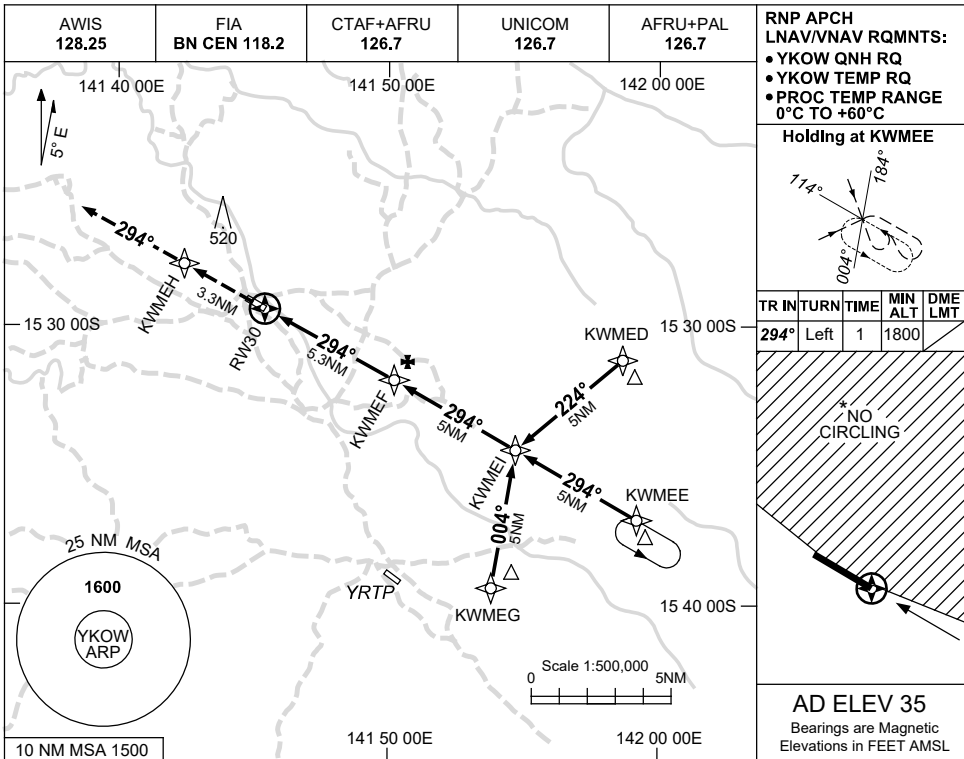 AWIS
128.25
FIA
BN CEN 118.2
CTAF+AFRU
126.7
UNICOM
126.7
AFRU+PAL
126.7
RNP APCH
LNAV/VNAV RQMNTS:
• YKOW QNH RQ
• YKOW TEMP RQ
• PROC TEMP RANGE
0°C TO +60°C
141 40 00E
141 50 00E
142 00 00E
5° E
Holding at KWMEE
114°
184°
004°
TR IN TURN TIME MIN ALT DME LMT
294° Left 1 1800
520
294°
KWMEH
3.3NM
RW30
15 30 00S
15 30 00S
294°
5.3NM
KWMEF
294°
5NM
KWMED
224°
5NM
KWMEI
294°
5NM
KWMEE
004°
5NM
KWMEG
YRTP
*NO
CIRCLING
25 NM MSA
1600
YKOW
ARP
15 40 00S
Scale 1:500,000
0 5NM
10 NM MSA 1500
141 50 00E
142 00 00E
AD ELEV 35
Bearings are Magnetic
Elevations in FEET AMSL